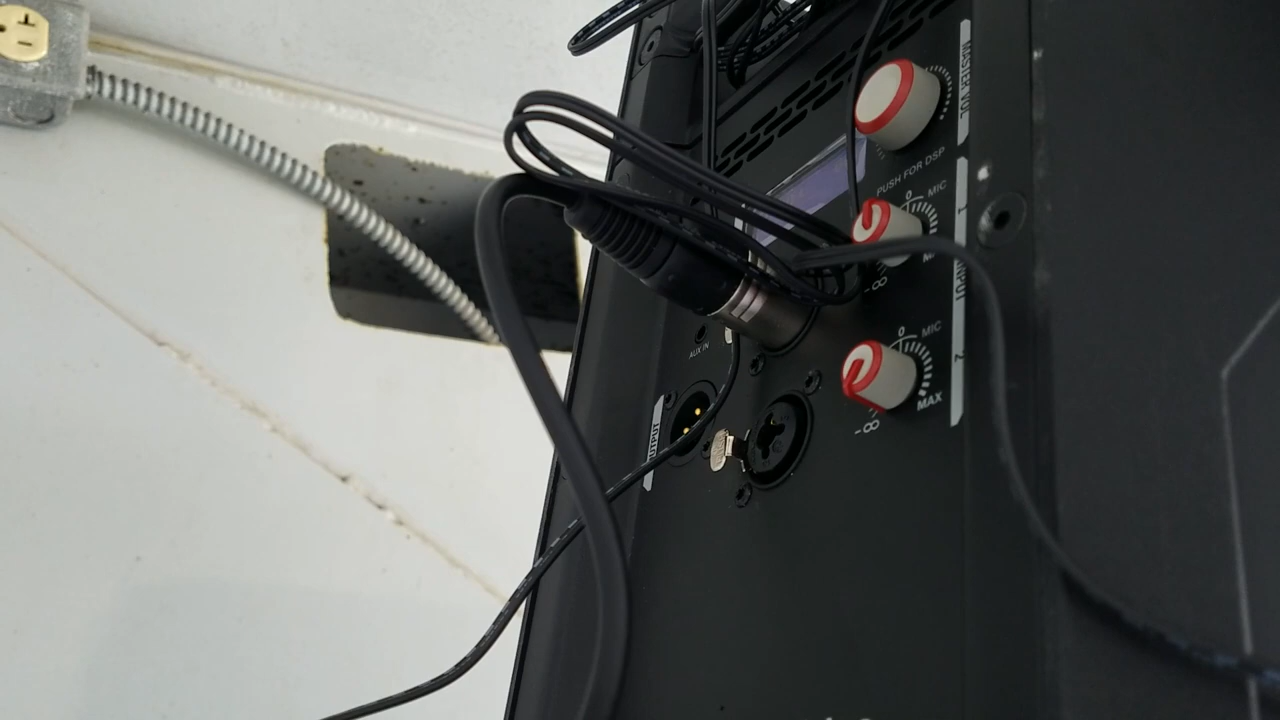 MASTER VOL
PUSH FOR DSP
0
MIC
1
-∞
INPUT
AUX IN
0
MIC
2
-∞
MAX
OUTPUT